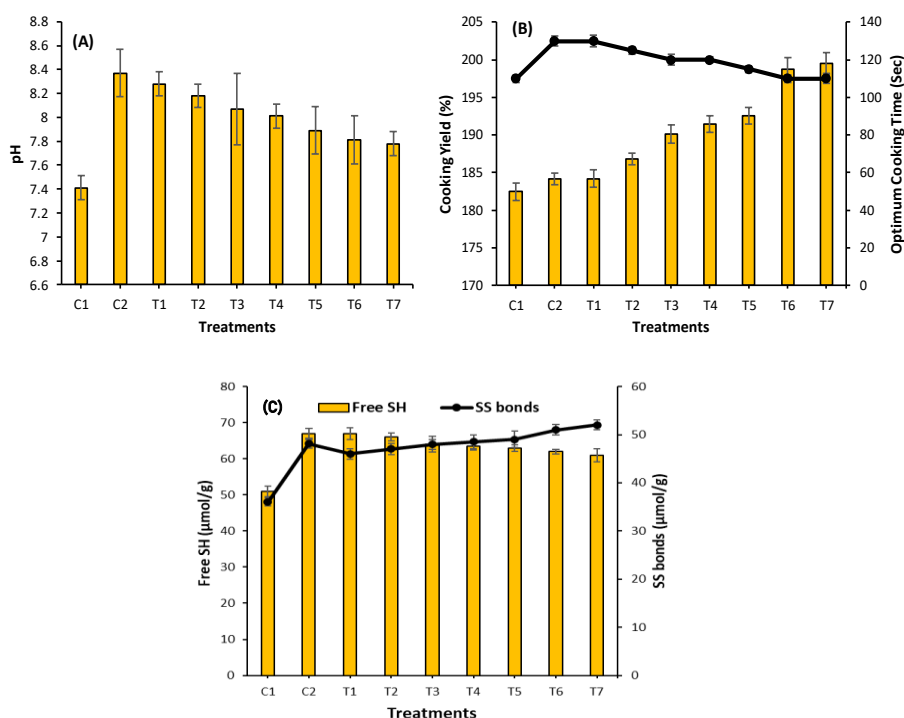 (A)
pH
8.8
8.6
8.4
8.2
8
7.8
7.6
7.4
7.2
7
6.8
6.6
C1 C2 T1 T2 T3 T4 T5 T6 T7
Treatments
(B)
Cooking Yield (%)
205
200
195
190
185
180
175
170
Optimum Cooking Time (Sec)
140
120
100
80
60
40
20
0
C1 C2 T1 T2 T3 T4 T5 T6 T7
Treatments
(C)
Free SH SS bonds
Free SH (µmol/g)
80
70
60
50
40
30
20
10
0
SS bonds (µmol/g)
60
50
40
30
20
10
0
C1 C2 T1 T2 T3 T4 T5 T6 T7
Treatments